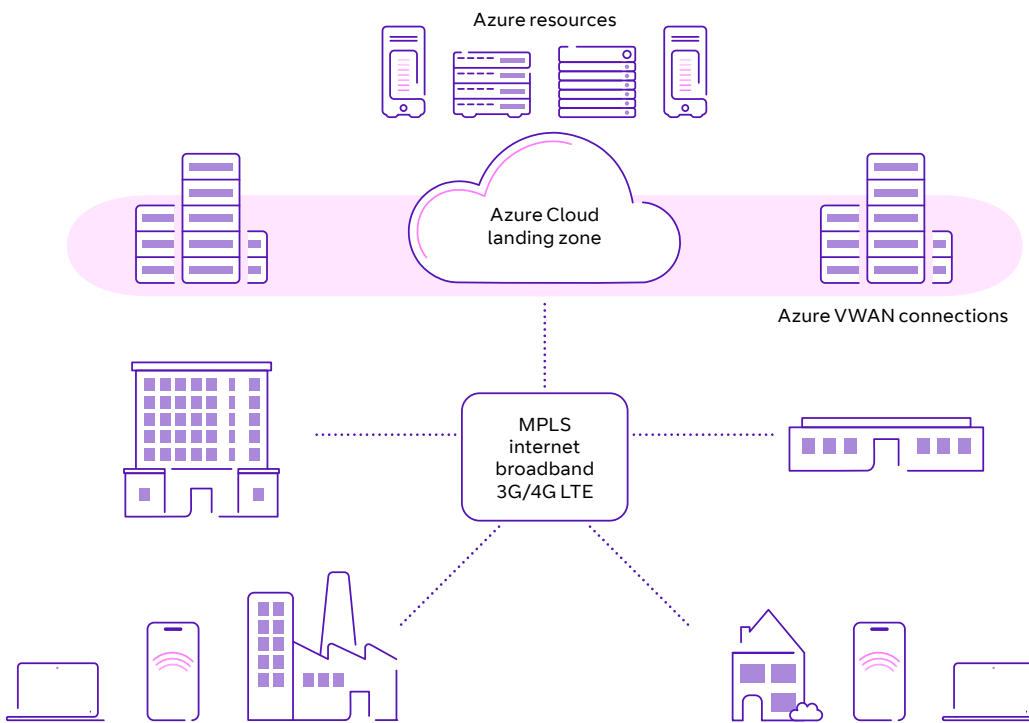 Azure resources
Azure Cloud
landing zone
Azure VWAN connections
MPLS
internet
broadband
3G/4G LTE